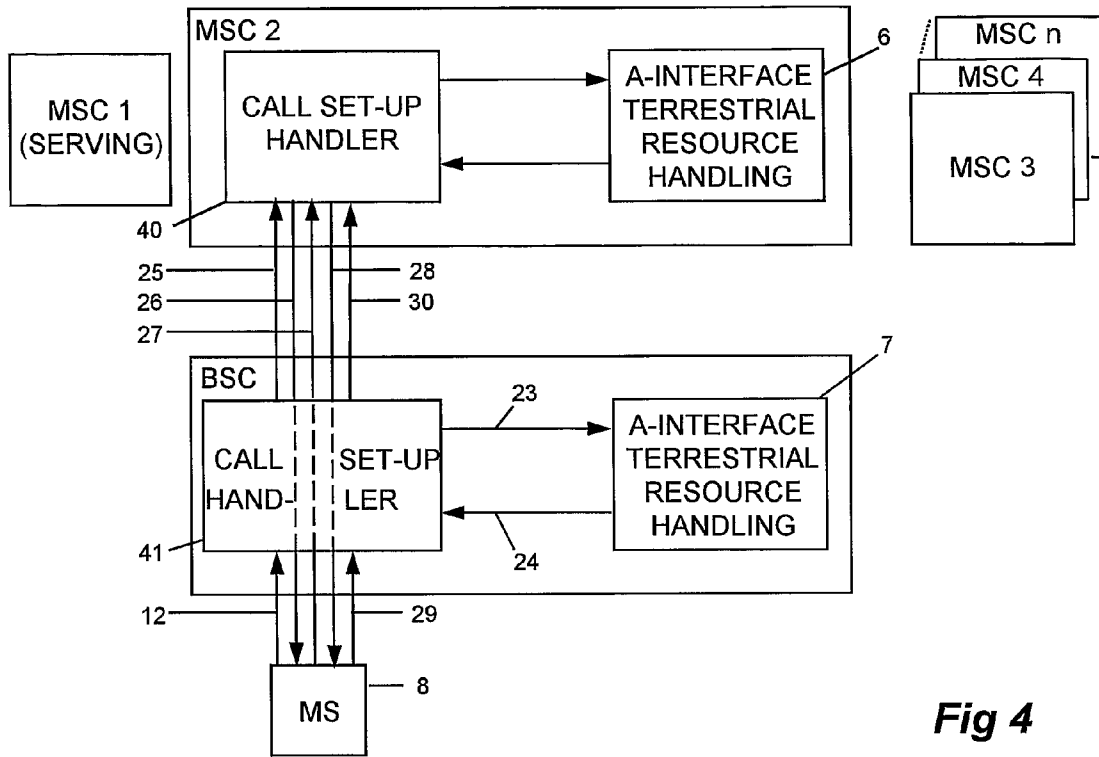 MSC 2
6
MSC n
MSC 4
MSC 3
MSC 1
(SERVING)
CALL SET-UP
HANDLER
A-INTERFACE
TERRESTRIAL
RESOURCE
HANDLING
40
25
28
26
30
27
7
BSC
23
CALL SET-UP
HAND- LER
A-INTERFACE
TERRESTRIAL
RESOURCE
HANDLING
41
24
12
29
8
MS
Fig 4